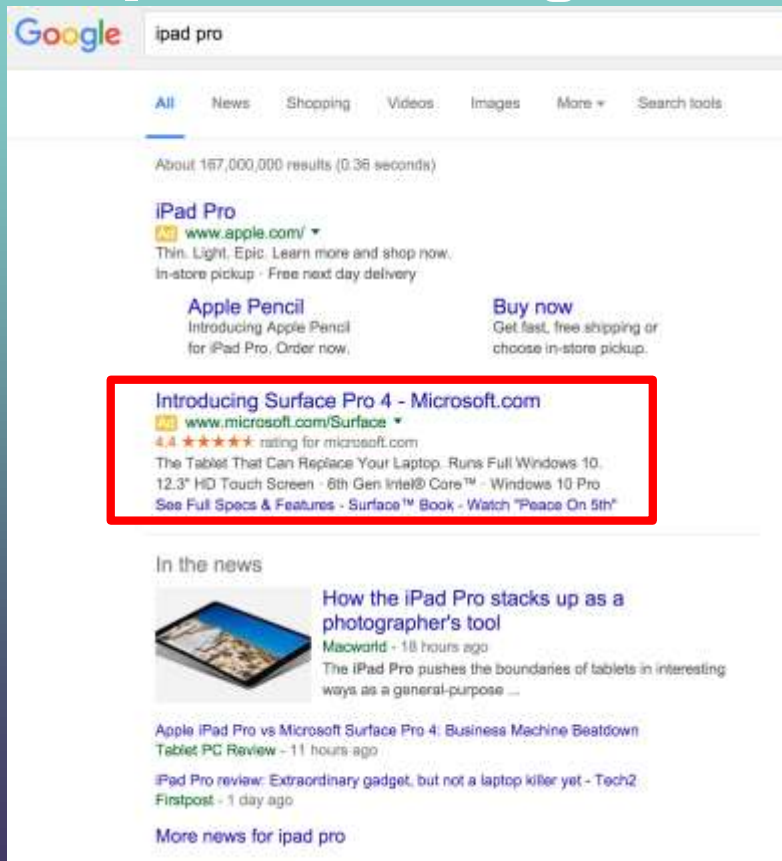 Google
ipad pro
All News Shopping Videos Images More Search tools
About 167,000,000 results (0.36 seconds)
iPad Pro
Ad www.apple.com/
Thin. Light. Epic. Learn more and shop now.
In-store pickup · Free next day delivery
Apple Pencil
Introducing Apple Pencil
for iPad Pro. Order now.
Buy now
Get fast, free shipping or
choose in-store pickup.
Introducing Surface Pro 4 - Microsoft.com
Ad www.microsoft.com/Surface
4.4 ★★★★★ rating for microsoft.com
The Tablet That Can Replace Your Laptop. Runs Full Windows 10.
12.3" HD Touch Screen · 6th Gen Intel® Core™ · Windows 10 Pro
See Full Specs & Features - Surface™ Book - Watch "Peace On 5th"
In the news
How the iPad Pro stacks up as a
photographer's tool
Macworld - 18 hours ago
The iPad Pro pushes the boundaries of tablets in interesting
ways as a general-purpose ...
Apple iPad Pro vs Microsoft Surface Pro 4: Business Machine Beatdown
Tablet PC Review - 11 hours ago
iPad Pro review: Extraordinary gadget, but not a laptop killer yet - Tech2
Firstpost - 1 day ago
More news for ipad pro